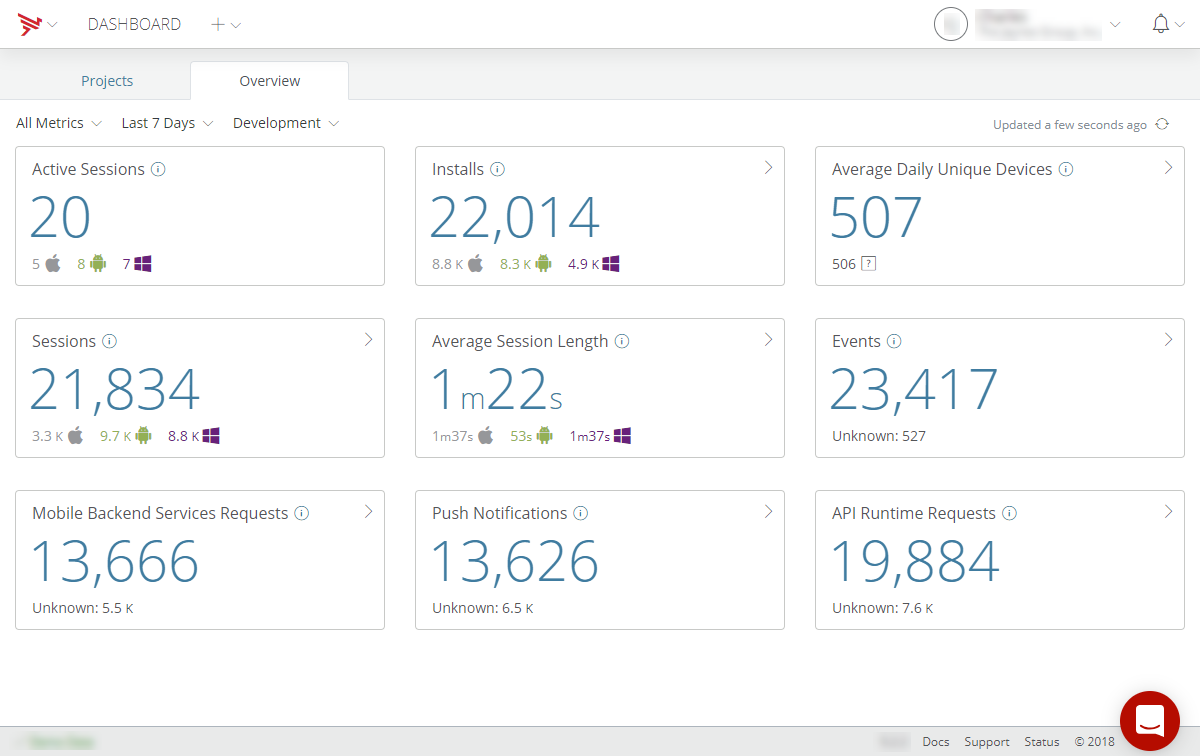 DASHBOARD
Projects
Overview
All Metrics
Last 7 Days
Development
Updated a few seconds ago
Active Sessions
20
5 8 7
Installs
22,014
8.8 K 8.3 K 4.9 K
Average Daily Unique Devices
507
506 ?
Sessions
21,834
3.3 K 9.7 K 8.8 K
Average Session Length
1m22s
1m37s 53s 1m37s
Events
23,417
Unknown: 527
Mobile Backend Services Requests
13,666
Unknown: 5.5 K
Push Notifications
13,626
Unknown: 6.5 K
API Runtime Requests
19,884
Unknown: 7.6 K
Docs Support Status © 2018